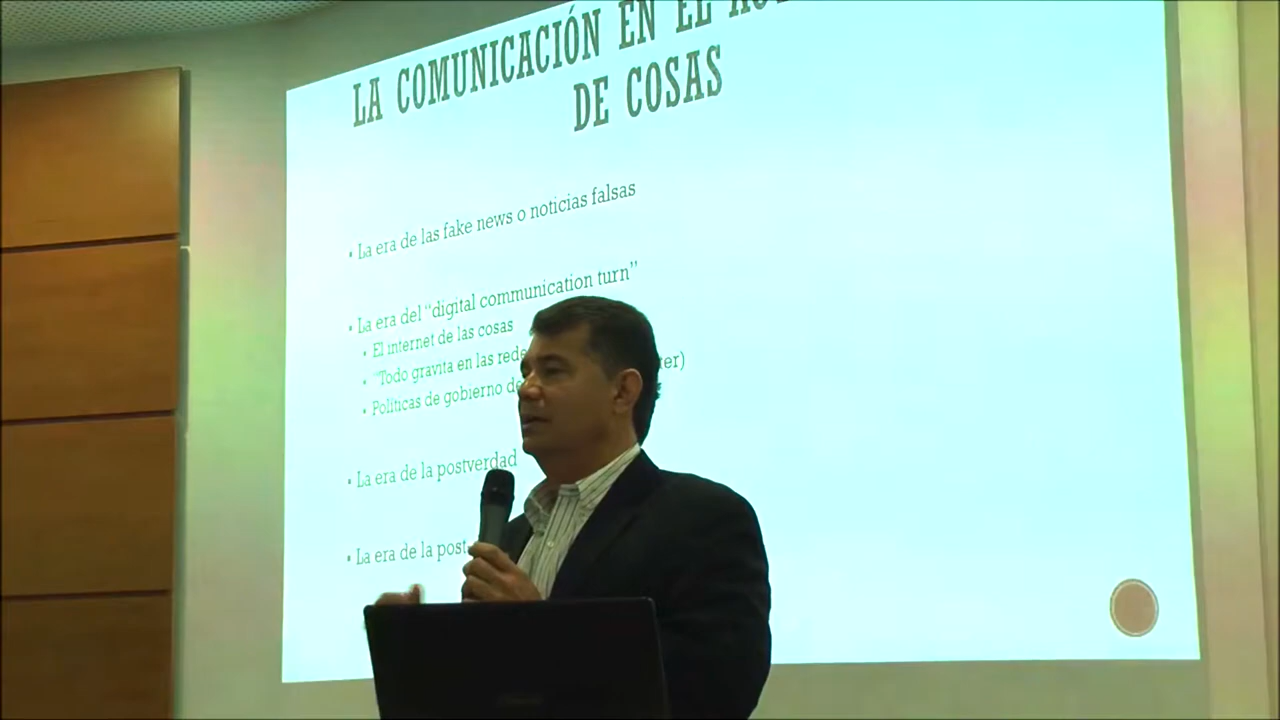 LA COMUNICACIÓN EN EL
DE COSAS
▪ La era de las fake news o noticias falsas
▪ La era del “digital communication turn”
▪ El internet de las cosas
▪ “Todo gravita en las
▪ Políticas de gobierno
▪ La era de la postverdad
▪ La era de la